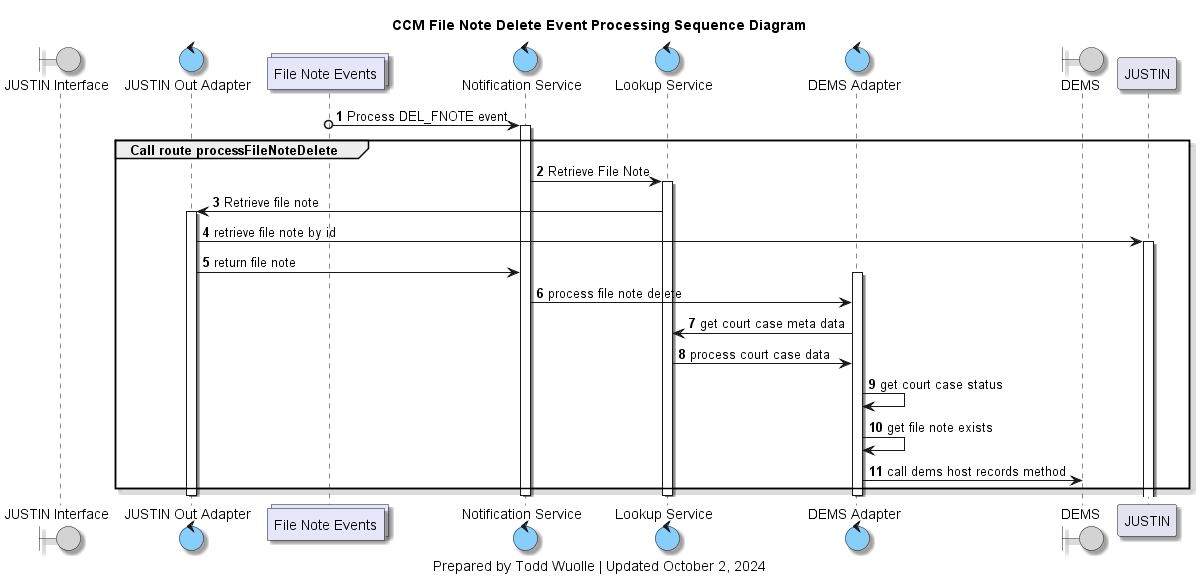 CCM File Note Delete Event Processing Sequence Diagram
JUSTIN Interface
JUSTIN Out Adapter
File Note Events
Notification Service
Lookup Service
DEMS Adapter
DEMS
JUSTIN
1 Process DEL_FNOTE event
Call route processFileNoteDelete
2 Retrieve File Note
3 Retrieve file note
4 retrieve file note by id
5 return file note
6 process file note delete
7 get court case meta data
8 process court case data
9 get court case status
10 get file note exists
11 call dems host records method
JUSTIN Interface
JUSTIN Out Adapter
File Note Events
Notification Service
Lookup Service
DEMS Adapter
DEMS
JUSTIN
Prepared by Todd Wuolle | Updated October 2, 2024